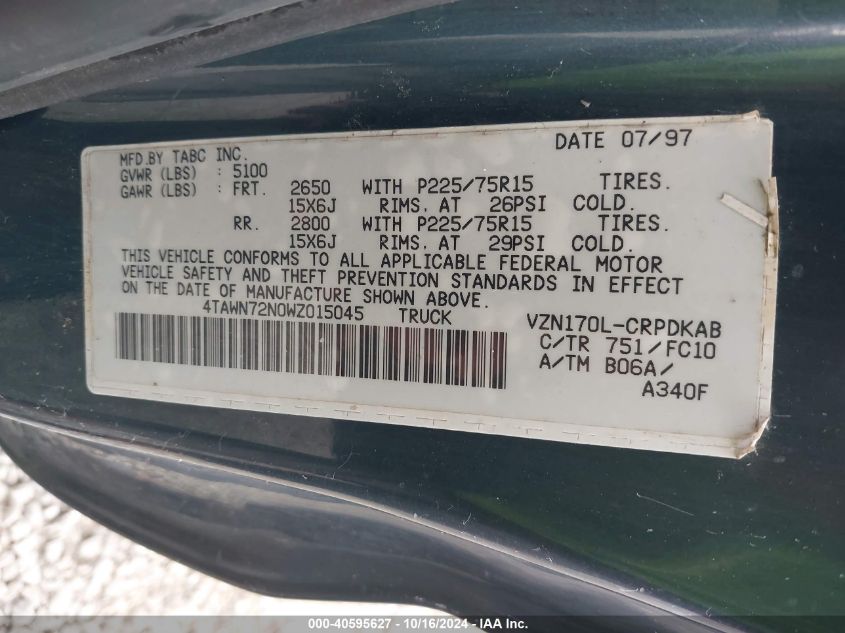 DATE 07/97
MFD.BY TABC INC.
GVWR (LBS) : 5100
GAWR (LBS) : FRT. 2650 WITH P225/75R15 TIRES.
15X6J RIMS. AT 26PSI COLD.
RR. 2800 WITH P225/75R15 TIRES.
15X6J RIMS. AT 29PSI COLD.
THIS VEHICLE CONFORMS TO ALL APPLICABLE FEDERAL MOTOR
VEHICLE SAFETY AND THEFT PREVENTION STANDARDS IN EFFECT
ON THE DATE OF MANUFACTURE SHOWN ABOVE.
4TAWN72N0WZ015045 TRUCK VZN170L-CRPDKAB
C/TR 751/FC10
A/TM B06A/
A340F
000-40595627 - 10/16/2024 - IAA Inc.